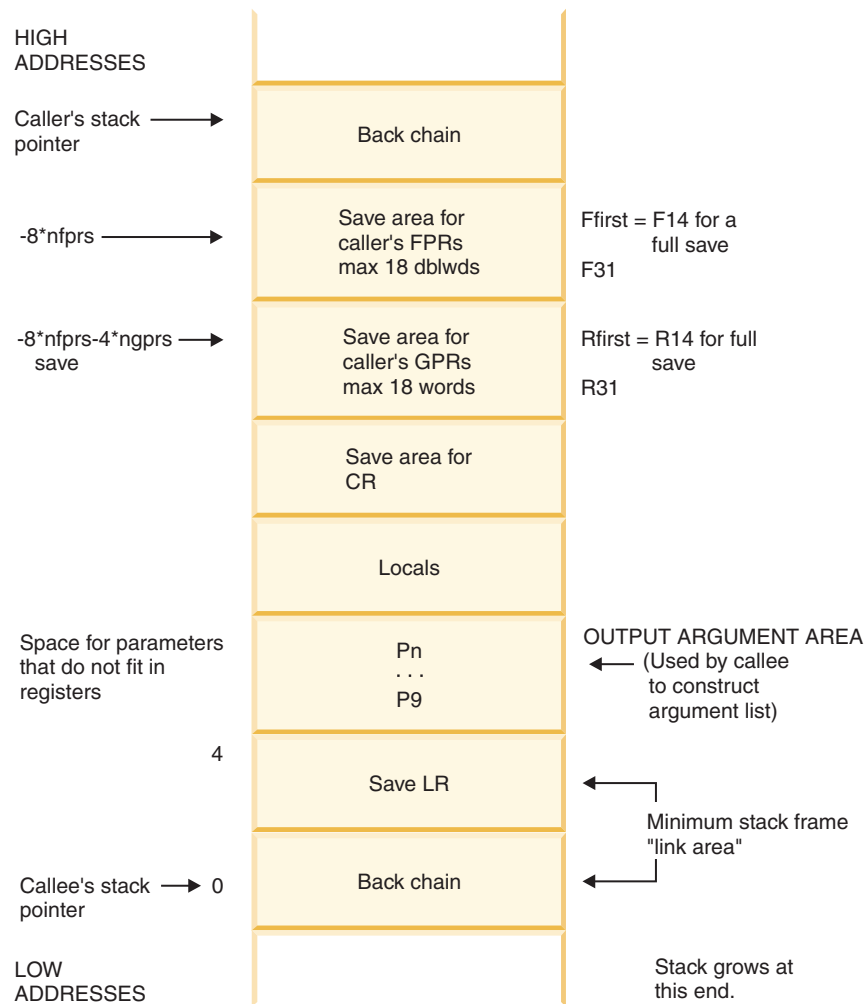 HIGH
ADDRESSES
Caller's stack
pointer
Back chain
-8*nfprs
Save area for
caller's FPRs
max 18 dblwds
Ffirst = F14 for a
full save
F31
-8*nfprs-4*ngprs
save
Save area for
caller's GPRs
max 18 words
Rfirst = R14 for full
save
R31
Save area for
CR
Locals
Space for parameters
that do not fit in
registers
Pn
. . .
P9
OUTPUT ARGUMENT AREA
(Used by callee
to construct
argument list)
4
Save LR
Minimum stack frame
"link area"
Callee's stack
pointer
0
Back chain
LOW
ADDRESSES
Stack grows at
this end.